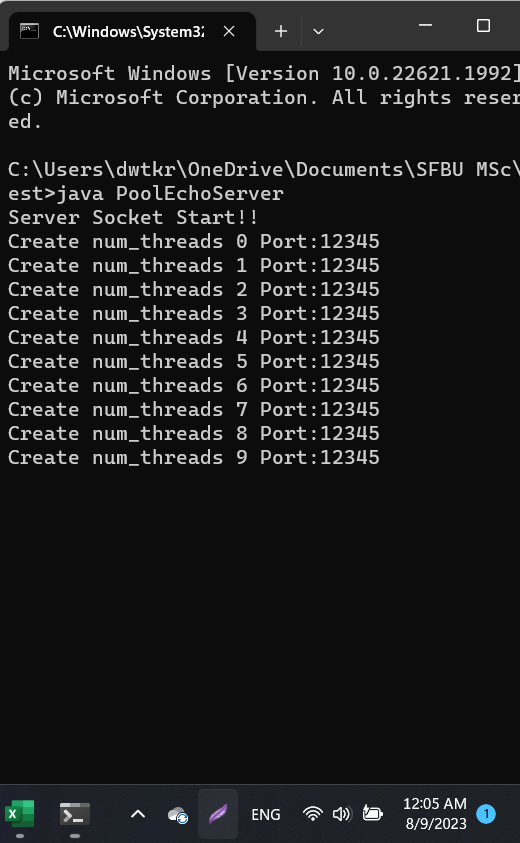 C:\Windows\System32
Microsoft Windows [Version 10.0.22621.1992]
(c) Microsoft Corporation. All rights reser
ed.
C:\Users\dwtkr\OneDrive\Documents\SFBU MSc\
est>java PoolEchoServer
Server Socket Start!!
Create num_threads 0 Port:12345
Create num_threads 1 Port:12345
Create num_threads 2 Port:12345
Create num_threads 3 Port:12345
Create num_threads 4 Port:12345
Create num_threads 5 Port:12345
Create num_threads 6 Port:12345
Create num_threads 7 Port:12345
Create num_threads 8 Port:12345
Create num_threads 9 Port:12345
X
ENG
12:05 AM
8/9/2023
1